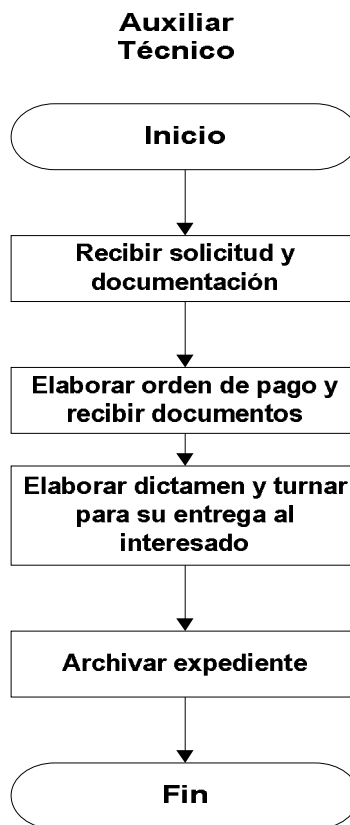 Auxiliar
Técnico
Inicio
Recibir solicitud y
documentación
Elaborar orden de pago y
recibir documentos
Elaborar dictamen y turnar
para su entrega al
interesado
Archivar expediente
Fin